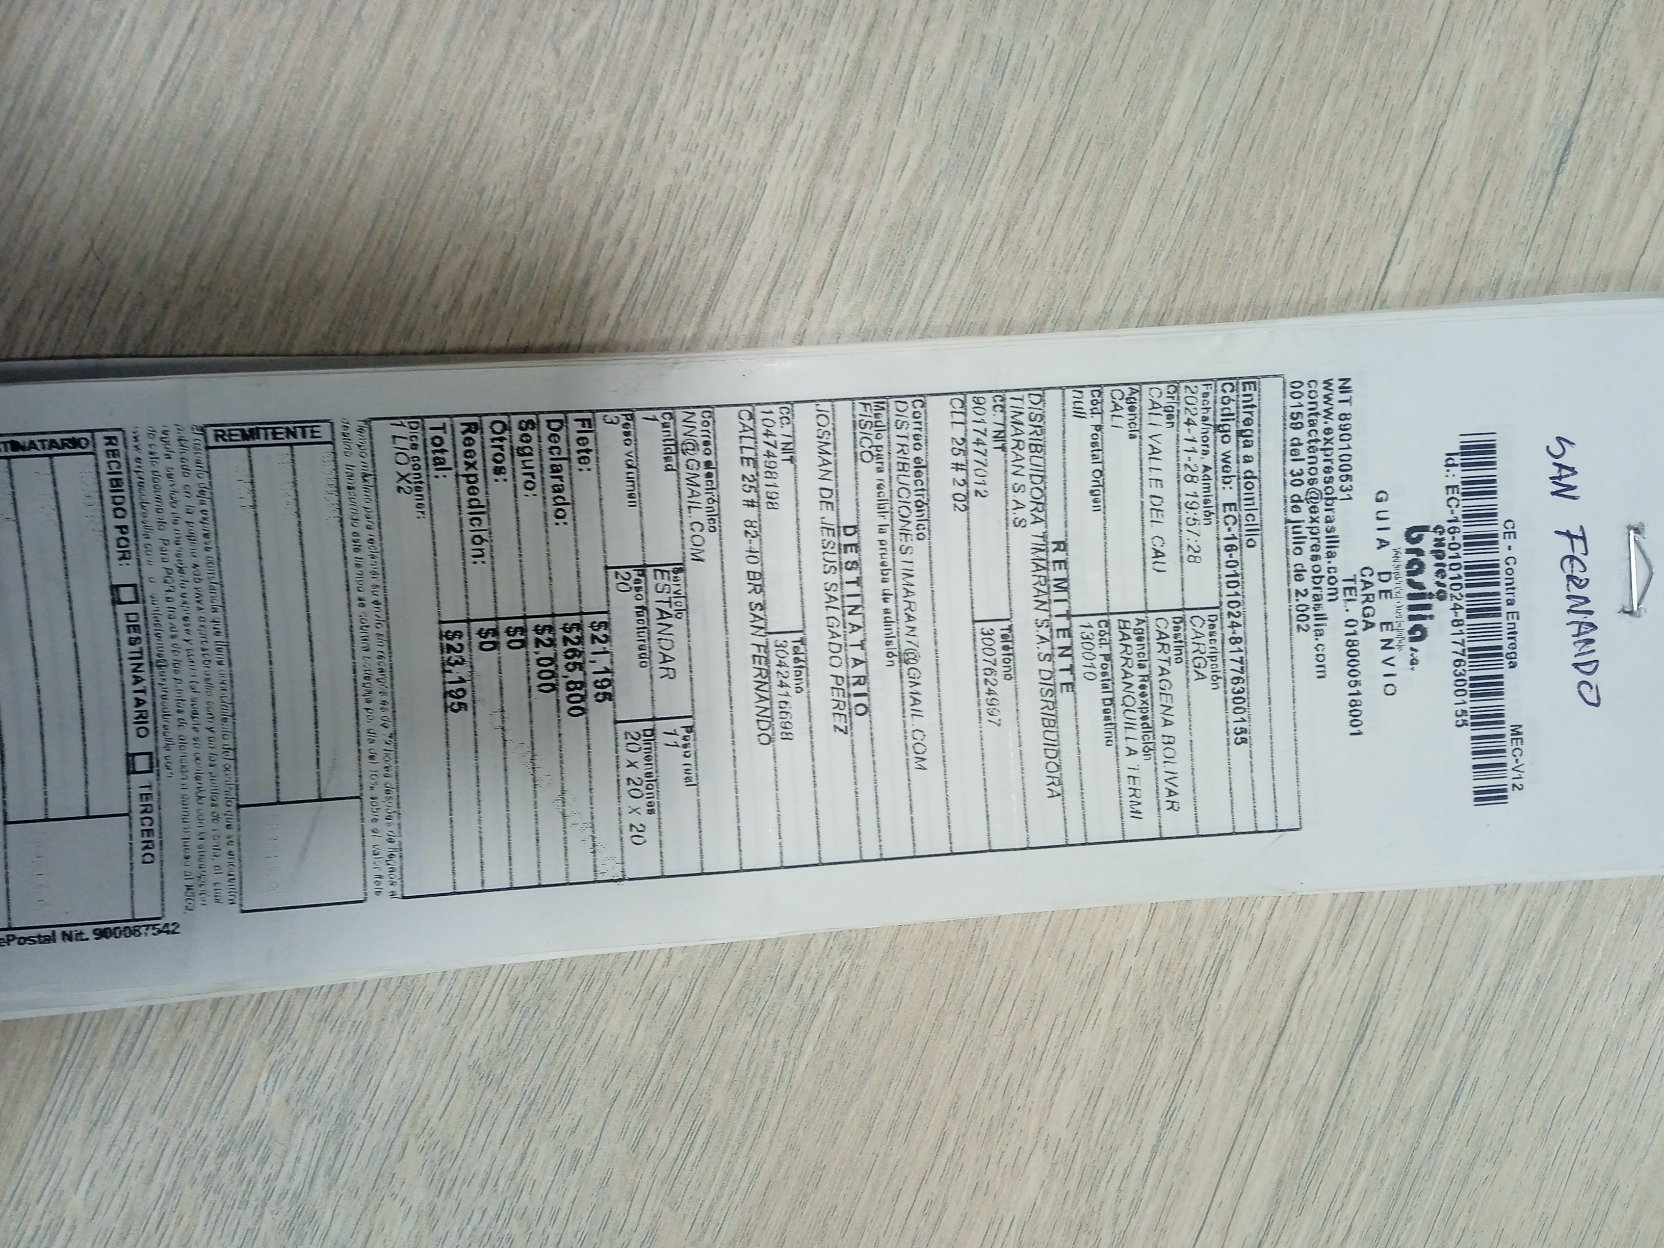 SAN FERNANDO
CE - Contra Entrega MEC-V12
Id.: EC-16-0101024-817776300155
expreso
brasilia s.a.
GUIA DE ENVIO
CARGA
NIT 890100531 TEL.. 018000518001
www.expresobrasilia.com
contactenos@expresobrasilia.com
00159 del 30 de julio de 2.002
Entrega a domicilio
Código web: EC-16-0101024-817776300155
Fecha/hora. Admisión Descripción
2024-11-28 19:57:28 CARGA
Origen Destino
CALI VALLE DEL CAU CARTAGENA BOLIVAR
Agencia Agencia Reexpedición
CALI BARRANQUILLA TERMI
Cód. Postal Origen Cód. Postal Destino
null 130010
REMITENTE
DISRIBUIDORA TIMARAN S.A.S DISRIBUIDORA
TIMARAN S A S
CC. /NIT Teléfono
9017477012 3007624997
CLL 25 # 2 02
Correo electrónico
DISTRIBUCIONESTIMARAN7@GMAIL.COM
Medio para recibir la prueba de admisión
FISICO
DESTINATARIO
JOSMAN DE JESUS SALGADO PEREZ
CC. /NIT Teléfono
1047498198 3042416698
CALLE 25 # 82-40 BR SAN FERNANDO
Correo electrónico
NN@GMAIL.COM
Cantidad Servicio Peso real
1 ESTANDAR 11
Peso volumen Peso facturado Dimensiones
3 20 20 X 20 X 20
Flete: $21,195
Declarado: $265,800
Seguro: $2,000
Otros: $0
Reexpedición: $0
Total: $23,195
Dice contener:
1 LIO X2
REMITENTE
RECIBIDO POR: DESTINATARIO TERCERO
TINATARIO
ePostal Nit. 900087542